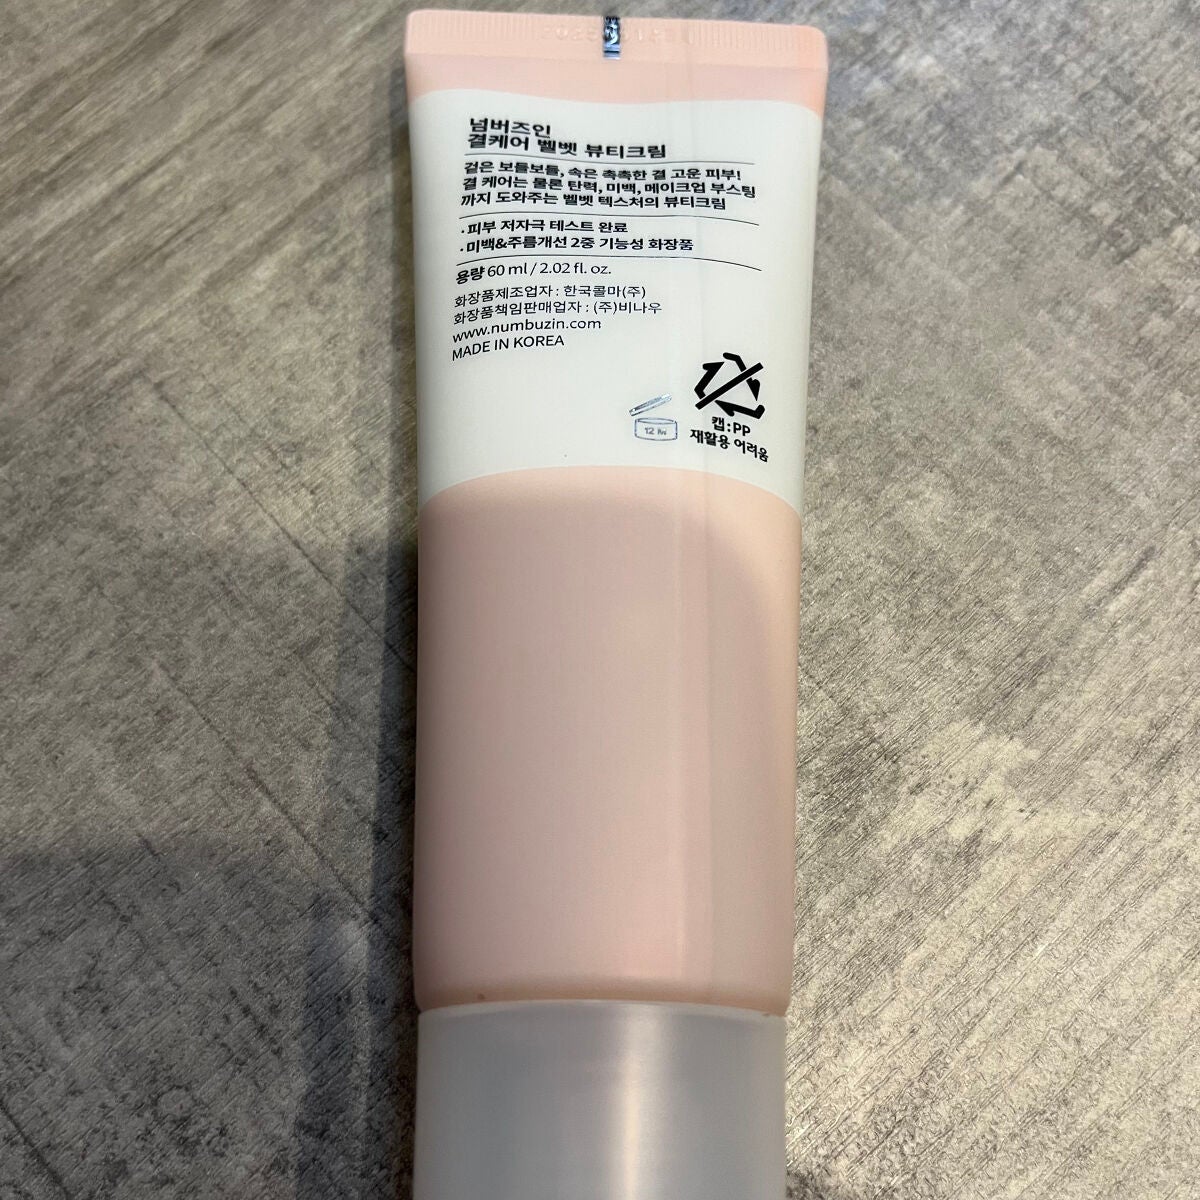 넘버즈인
결케어 벨벳 뷰티크림
겉은 보들보들, 속은 촉촉한 결 고운 피부!
결 케어는 물론 탄력, 미백, 메이크업 부스팅
까지 도와주는 벨벳 텍스처의 뷰티크림
· 피부 저자극 테스트 완료
· 미백&주름개선 2중 기능성 화장품
용량 60 ml / 2.02 fl. oz.
화장품제조업자 : 한국콜마(주)
화장품책임판매업자 : (주)비나우
www.numbuzin.com
MADE IN KOREA
캡:PP
재활용 어려움